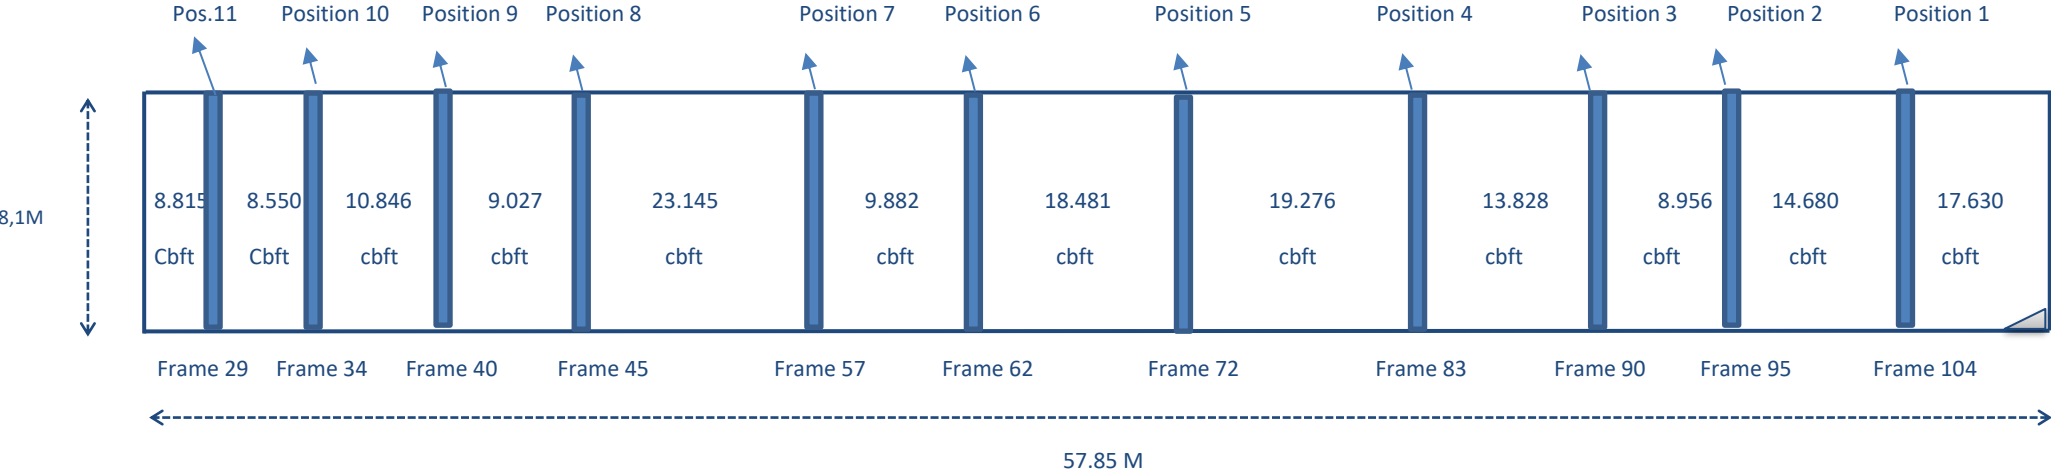 Pos.11 Position 10 Position 9 Position 8 Position 7 Position 6 Position 5 Position 4 Position 3 Position 2 Position 1
8.815 8.550 10.846 9.027 23.145 9.882 18.481 19.276 13.828 8.956 14.680 17.630
8,1M
Cbft Cbft cbft cbft cbft cbft cbft cbft cbft cbft cbft cbft
Frame 29 Frame 34 Frame 40 Frame 45 Frame 57 Frame 62 Frame 72 Frame 83 Frame 90 Frame 95 Frame 104
57.85 M